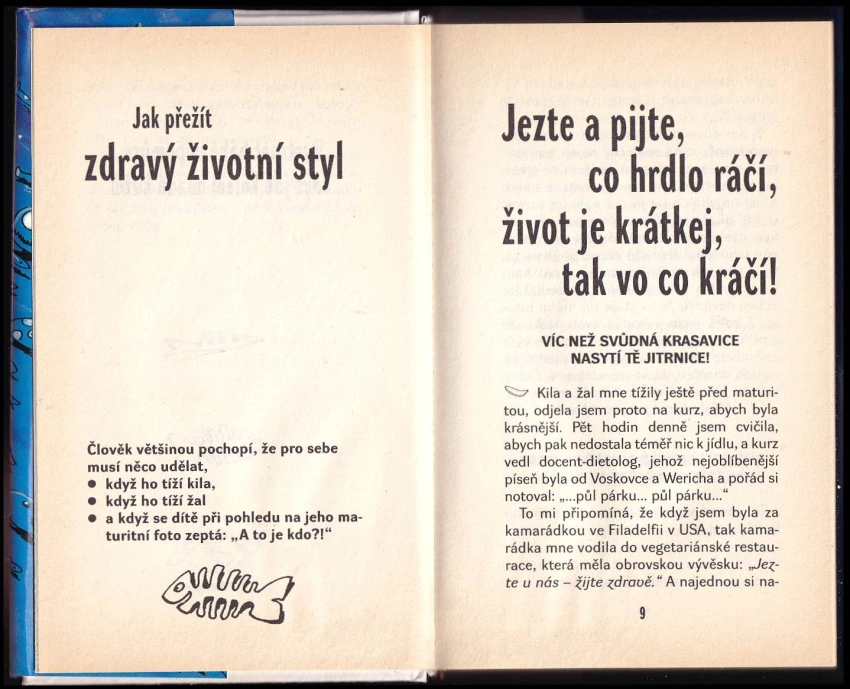 Jak přežít
zdravý životní styl
Člověk většinou pochopí, že pro sebe
musí něco udělat,
● když ho tíží kila,
● když ho tíží žal
● a když se dítě při pohledu na jeho ma-
turitní foto zeptá: „A to je kdo?!“
Jezte a pijte,
co hrdlo ráčí,
život je krátkej,
tak vo co kráčí!
VÍC NEŽ SVŮDNÁ KRASAVICE
NASYTÍ TĚ JITRNICE!
Kila a žal mne tížily ještě před maturi-
tou, odjela jsem proto na kurz, abych byla
krásnější. Pět hodin denně jsem cvičila,
abych pak nedostala téměř nic k jídlu, a kurz
vedl docent-dietolog, jehož nejoblíbenější
píseň byla od Voskovce a Wericha a pořád si
notoval: „...půl párku... půl párku...“
To mi připomíná, že když jsem byla za
kamarádkou ve Filadelfii v USA, tak kama-
rádka mne vodila do vegetariánské restau-
race, která měla obrovskou vývěsku: „Jez-
te u nás – žijte zdravě.“ A najednou si na-
9